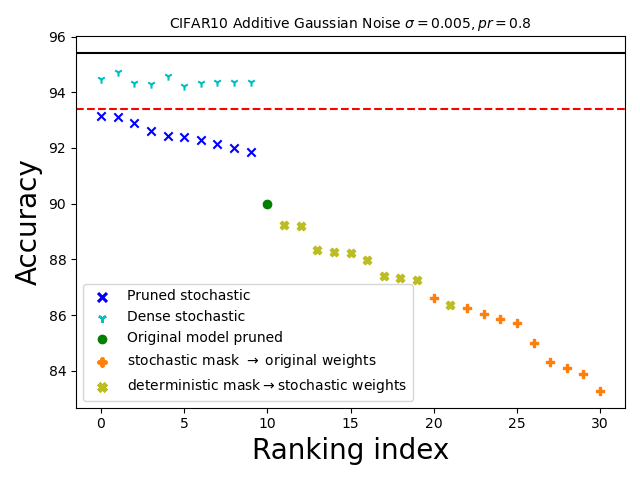 CIFAR10 Additive Gaussian Noise σ = 0.005, pr = 0.8
96
94
92
90
88
86
84
Accuracy
Pruned stochastic
Dense stochastic
Original model pruned
stochastic mask → original weights
deterministic mask → stochastic weights
0 5 10 15 20 25 30
Ranking index